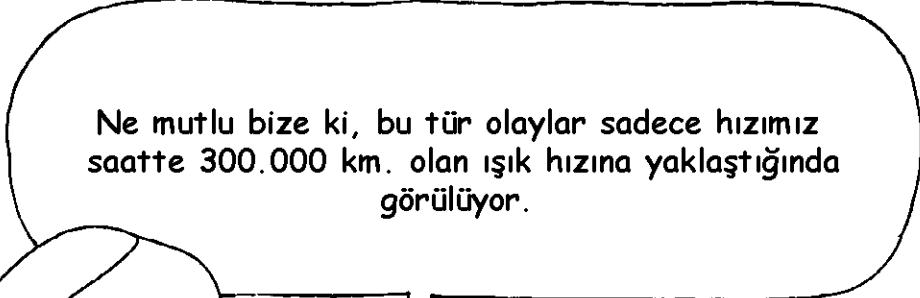 Ne mutlu bize ki, bu tür olaylar sadece hızımız
saatte 300.000 km. olan ışık hızına yaklaştığında
görülüyor.